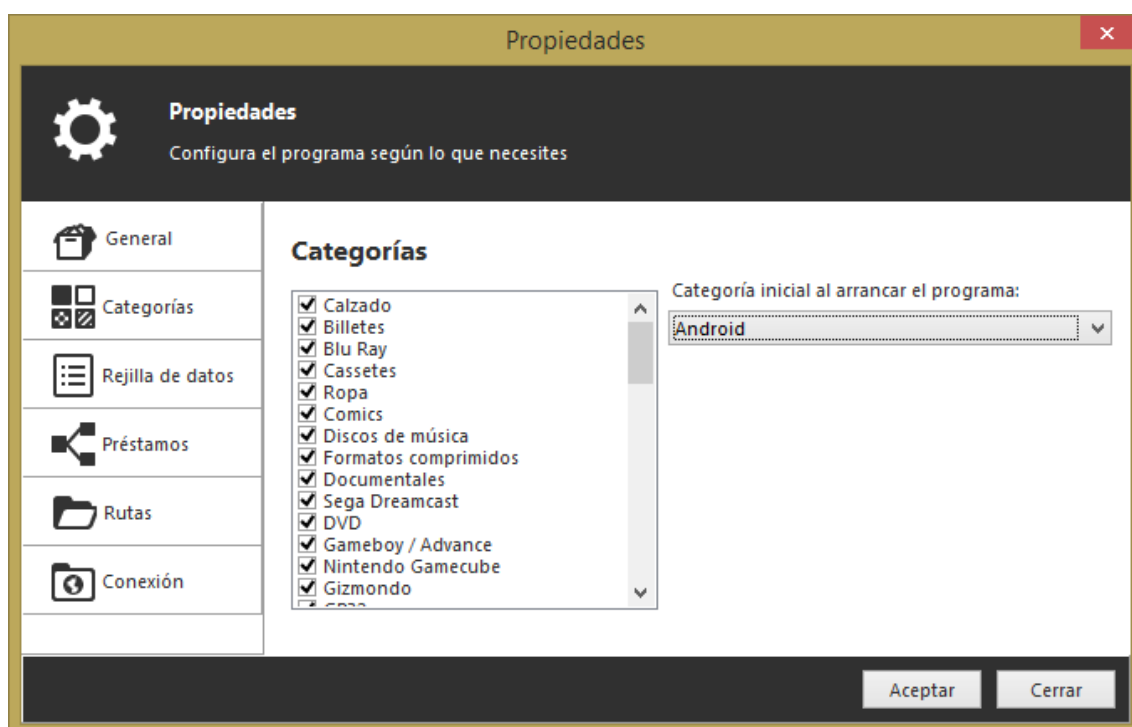 Propiedades
Propiedades
Configura el programa según lo que necesites
General
Categorías
Rejilla de datos
Préstamos
Rutas
Conexión
Categorías
Calzado
Billetes
Blu Ray
Cassetes
Ropa
Comics
Discos de música
Formatos comprimidos
Documentales
Sega Dreamcast
DVD
Gameboy / Advance
Nintendo Gamecube
Gizmondo
Categoría inicial al arrancar el programa:
Android
Aceptar
Cerrar